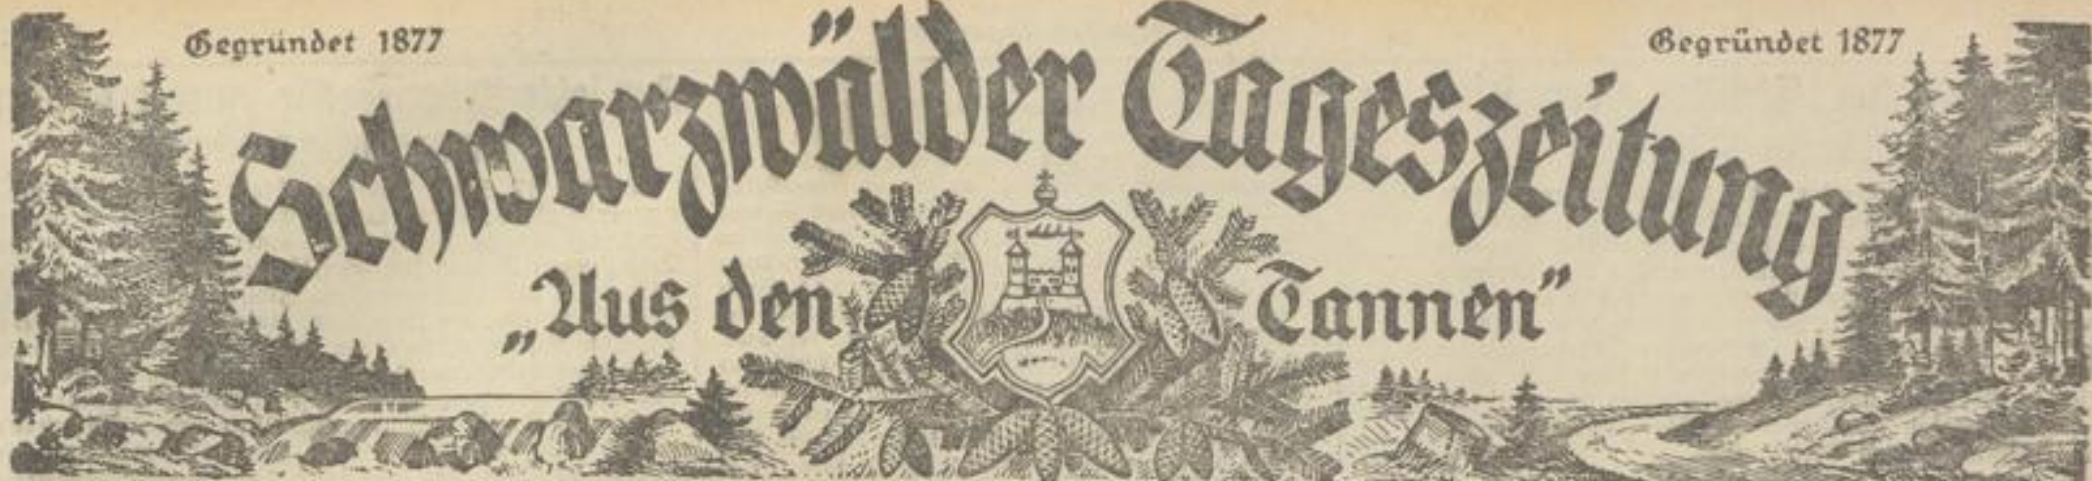 Gegründet 1877
Gegründet 1877
Schwarzwälder Tageszeitung
„Aus den Tannen“